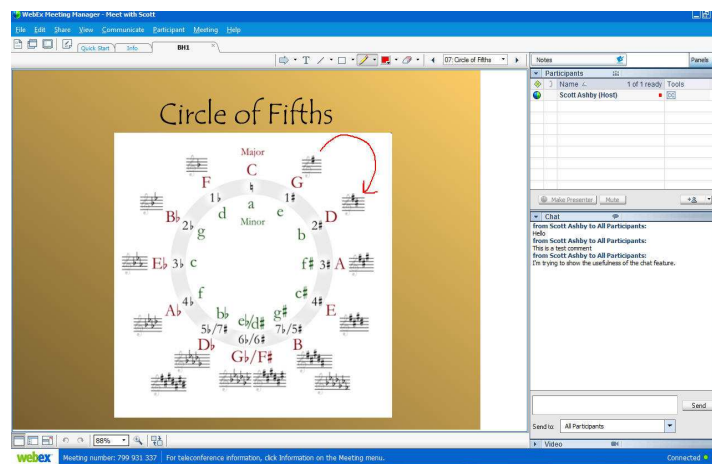 WebEx Meeting Manager - Meet with Scott
File Edit Share View Communicate Participant Meeting Help
Quick Start Info BH1
T 07: Circle of Fifths
Notes Panels
Participants
Name 1 of 1 ready Tools
Scott Ashby (Host)
Make Presenter Mute
Chat
from Scott Ashby to All Participants:
Hello
from Scott Ashby to All Participants:
This is a test comment
from Scott Ashby to All Participants:
I'm trying to show the usefulness of the chat feature.
Send
Send to: All Participants
Video
Circle of Fifths
Major
C
F G
♮
1♭ 1♯
a
d e
Minor
B♭ D
2♭ 2♯
g b
E♭ 3♭ c f♯ 3♯ A
f c♯
4♭ 4♯
A♭ E
b♭ g♯
e♭/d♯
5♭/7♯ 7♭/5♯
6♭/6♯
D♭ B
G♭/F♯
88%
webex Meeting number: 799 931 337 For teleconference information, click Information on the Meeting menu. Connected